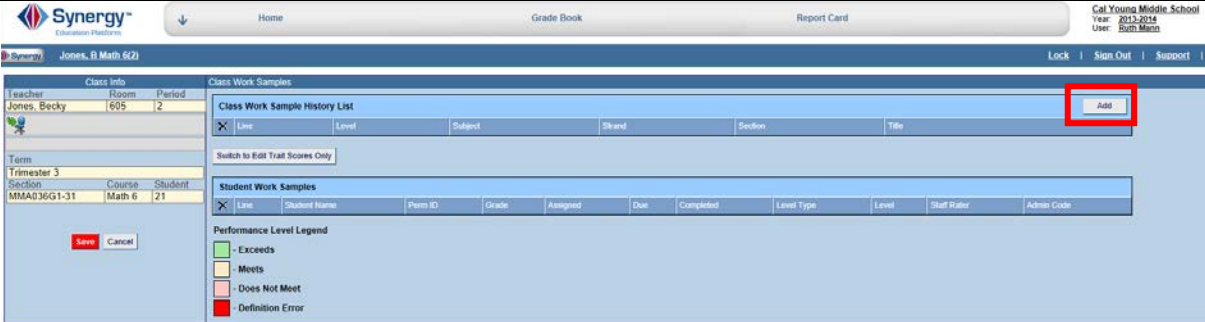 Synergy™
Education Platform
Home
Grade Book
Report Card
Cal Young Middle School
Year: 2013-2014
User: Ruth Mann
Synergy
Jones, B Math 6(2)
Lock | Sign Out | Support |
Class Info
Teacher Room Period
Jones, Becky 605 2
Term
Trimester 3
Section Course Student
MMA036G1-31 Math 6 21
Save Cancel
Class Work Samples
Class Work Sample History List
Add
X Line Level Subject Strand Section Title
Switch to Edit Trait Scores Only
Student Work Samples
X Line Student Name Perm ID Grade Assigned Due Completed Level Type Level Staff Rater Admin Code
Performance Level Legend
- Exceeds
- Meets
- Does Not Meet
- Definition Error